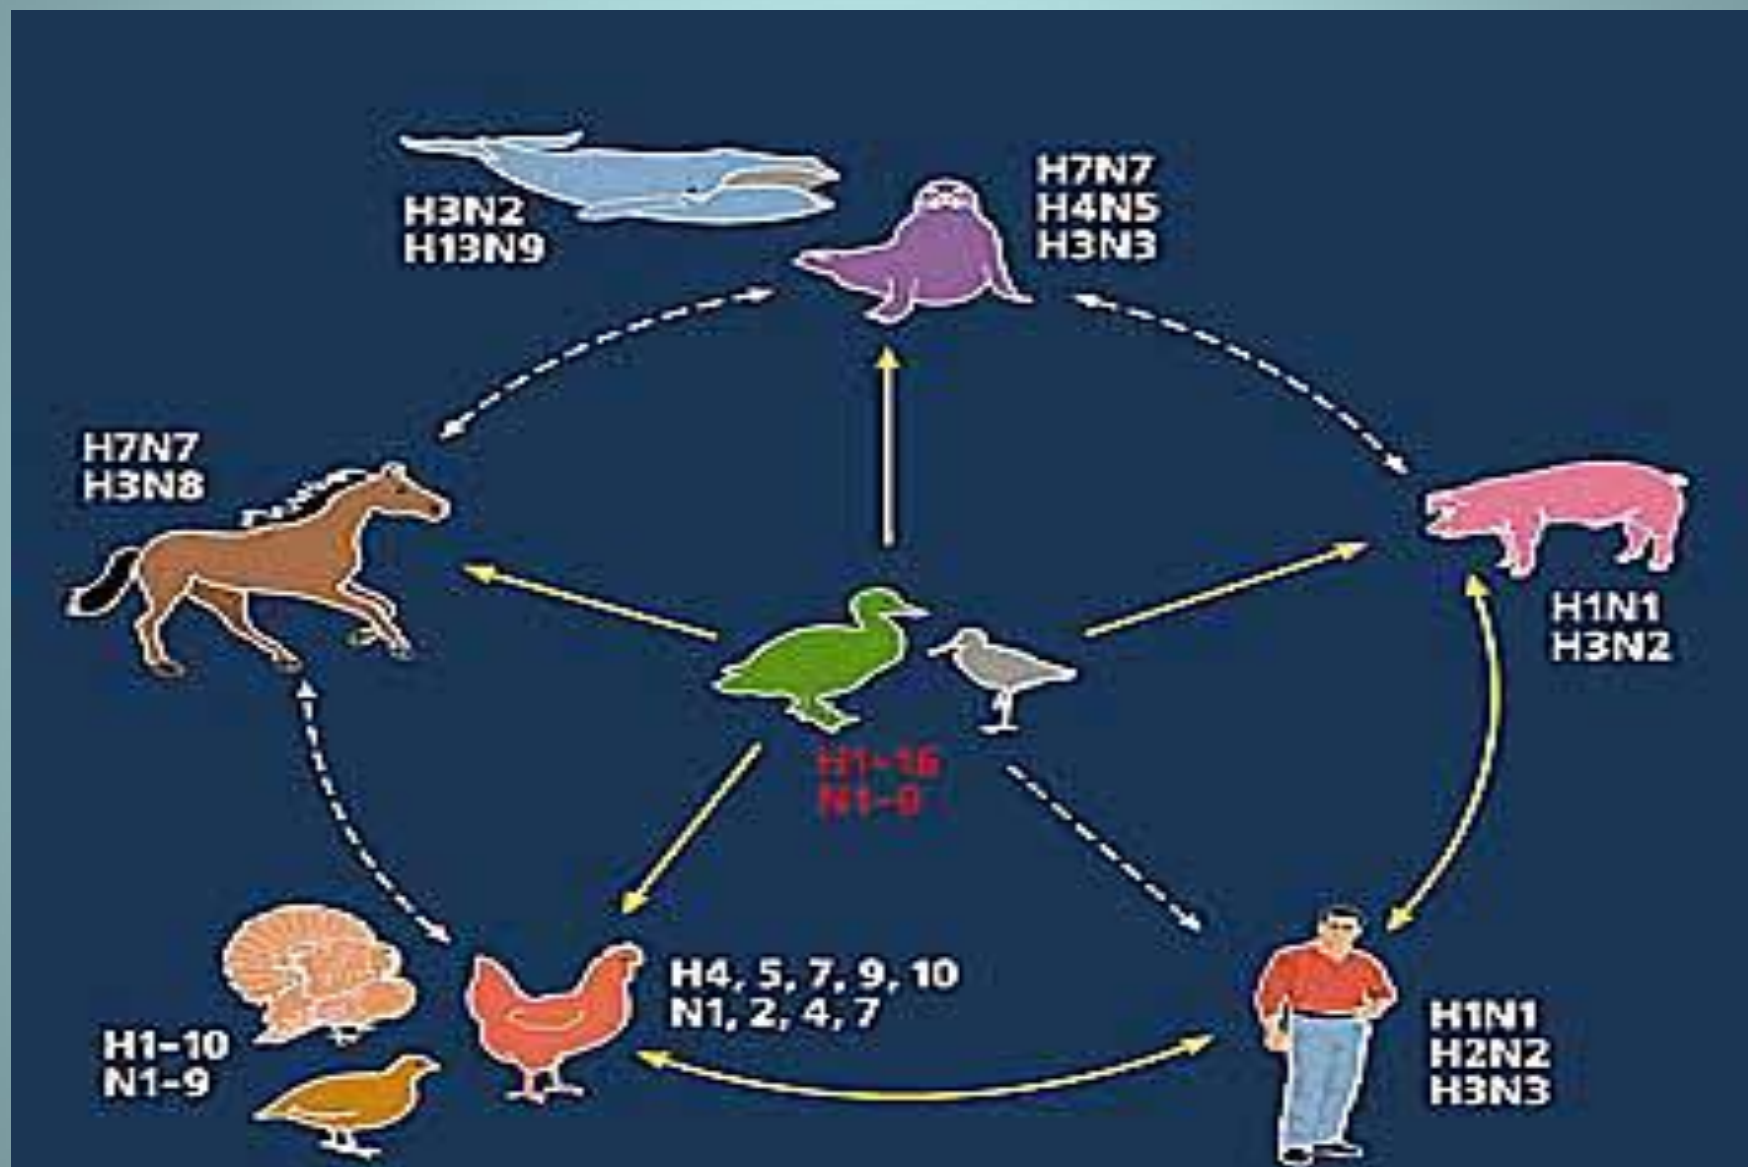 H3N2
H13N9
H7N7
H4N5
H3N3
H7N7
H3N8
H1N1
H3N2
H1-16
H4, 5, 7, 9, 10
N1, 2, 4, 7
H1-10
N1-9
H1N1
H2N2
H3N3